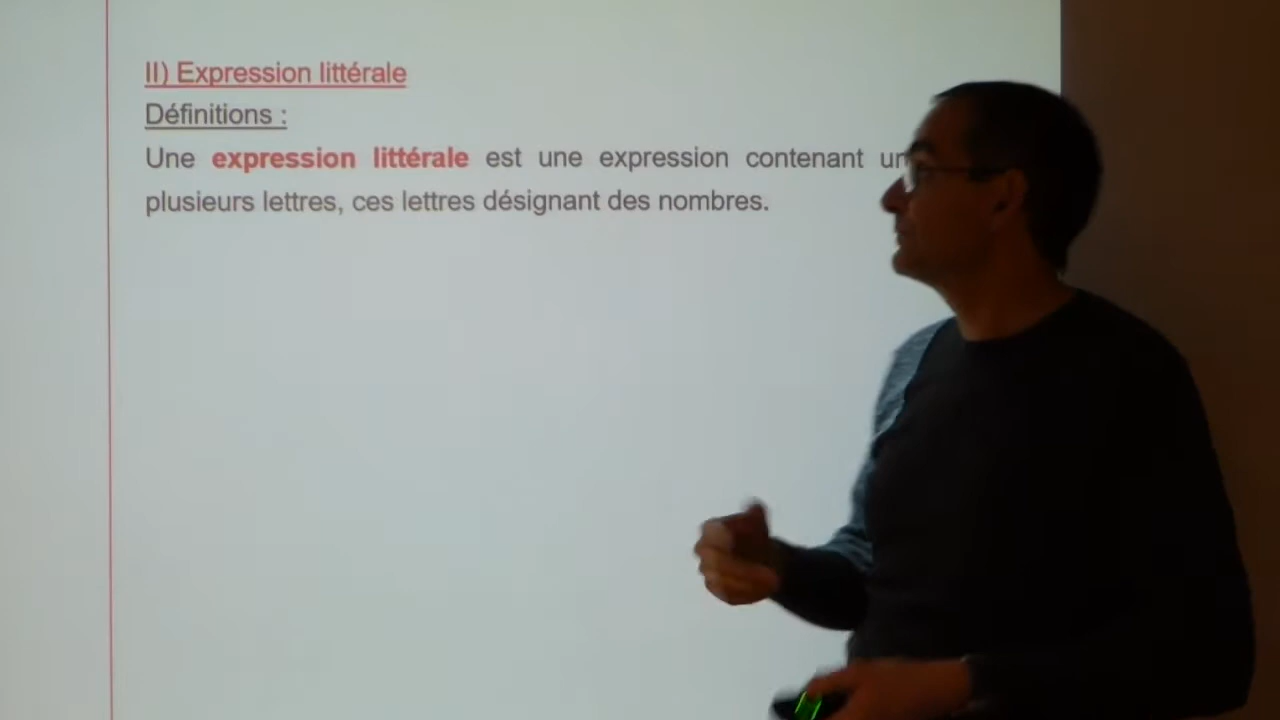 II) Expression littérale
Définitions :
Une expression littérale est une expression contenant
plusieurs lettres, ces lettres désignant des nombres.